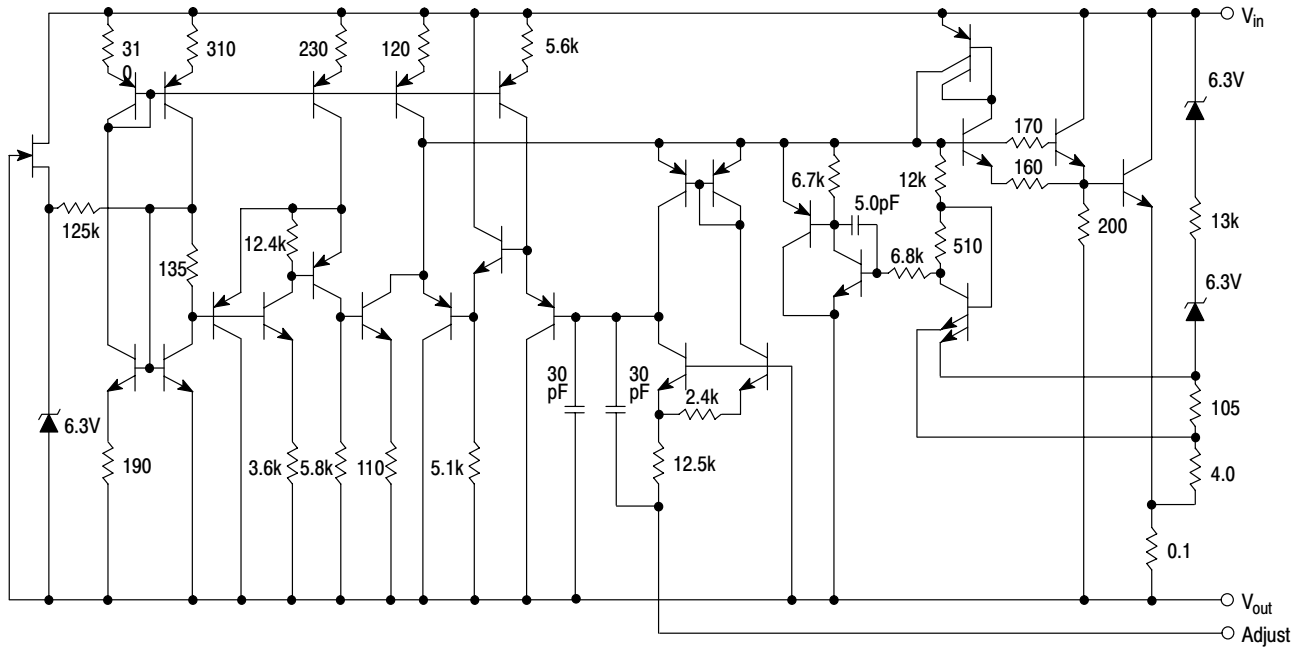 V_in
31
0
310
230
120
5.6k
6.3V
170
160
6.7k
12k
5.0pF
200
13k
125k
12.4k
6.8k
510
135
6.3V
30
pF
30
pF
2.4k
105
6.3V
190
3.6k
5.8k
110
5.1k
12.5k
4.0
0.1
V_out
Adjust